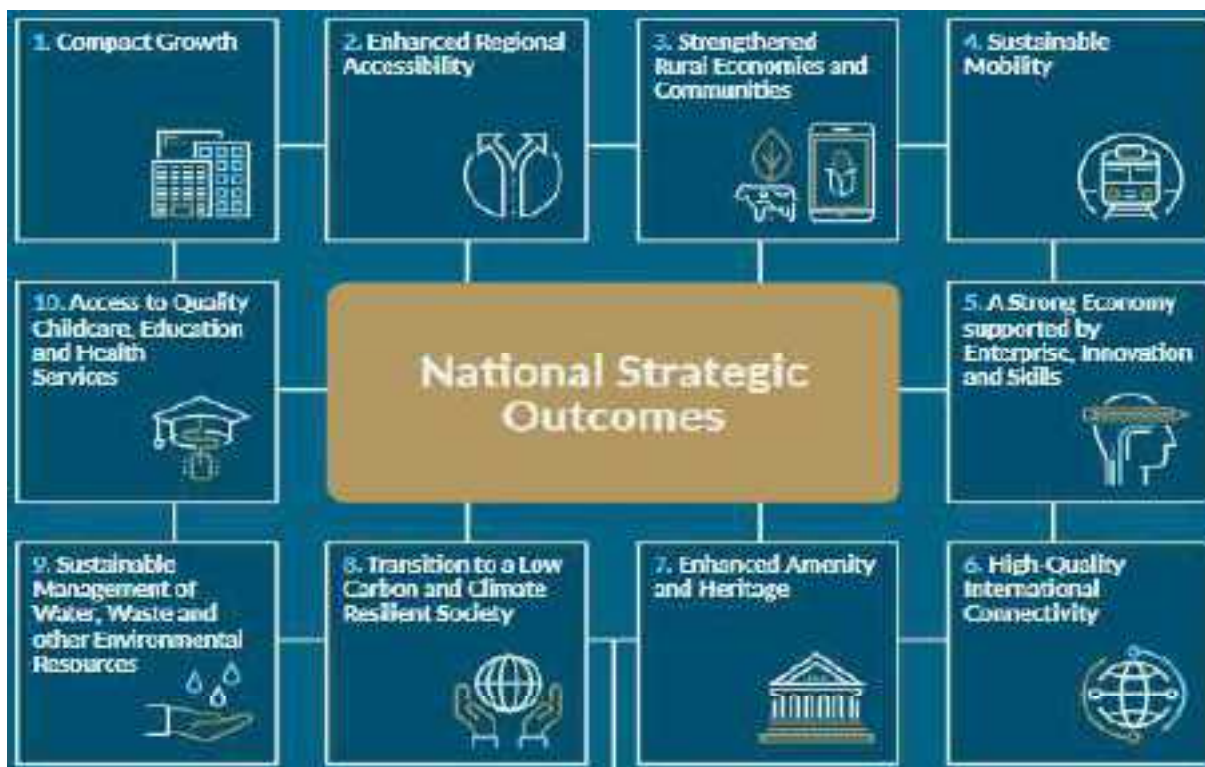 1. Compact Growth
2. Enhanced Regional
Accessibility
3. Strengthened
Rural Economies and
Communities
4. Sustainable
Mobility
10. Access to Quality
Childcare, Education
and Health
Services
National Strategic
Outcomes
5. A Strong Economy
supported by
Enterprise, Innovation
and Skills
9. Sustainable
Management of
Water, Waste and
other Environmental
Resources
8. Transition to a Low
Carbon and Climate
Resilient Society
7. Enhanced Amenity
and Heritage
6. High-Quality
International
Connectivity